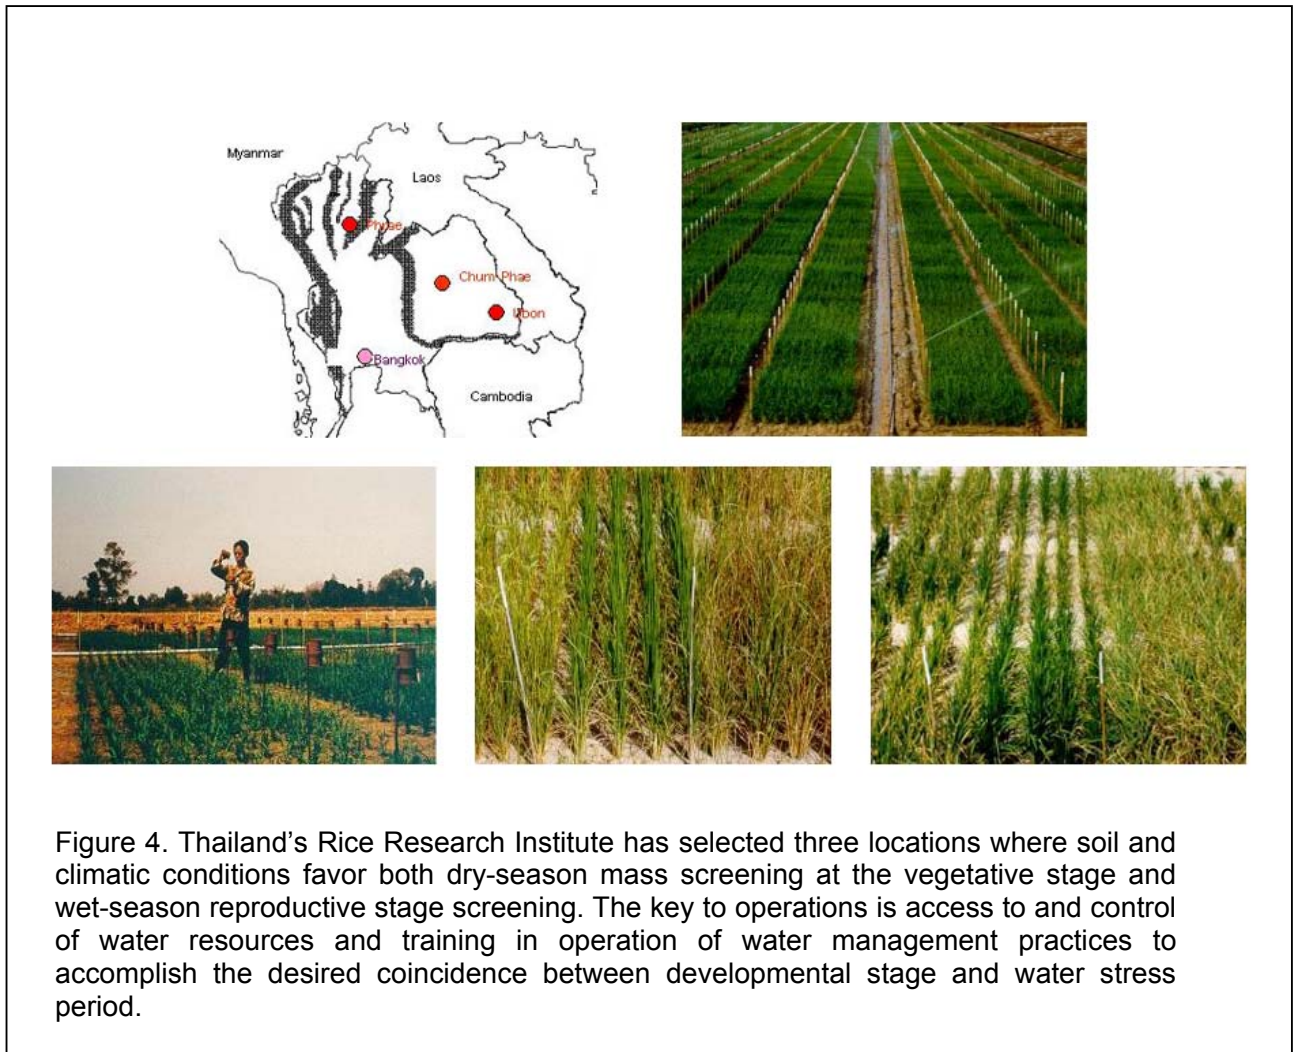 Myanmar
Laos
Phrae
Chum Phae
Ubon
Bangkok
Cambodia
Figure 4. Thailand’s Rice Research Institute has selected three locations where soil and
climatic conditions favor both dry-season mass screening at the vegetative stage and
wet-season reproductive stage screening. The key to operations is access to and control
of water resources and training in operation of water management practices to
accomplish the desired coincidence between developmental stage and water stress
period.